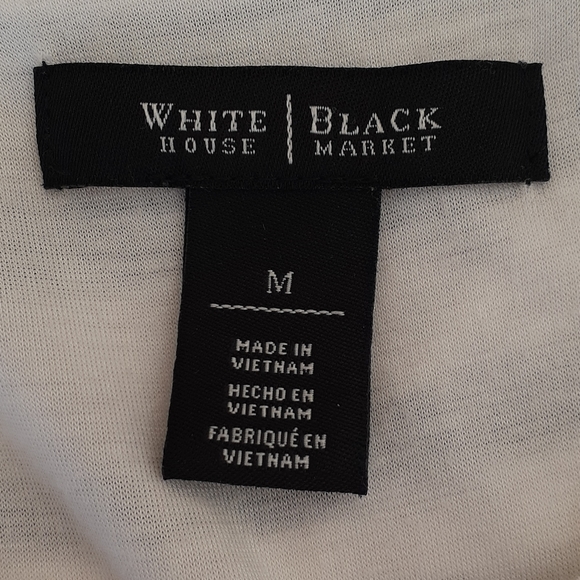 WHITE | BLACK
HOUSE | MARKET
M
MADE IN
VIETNAM
HECHO EN
VIETNAM
FABRIQUÉ EN
VIETNAM